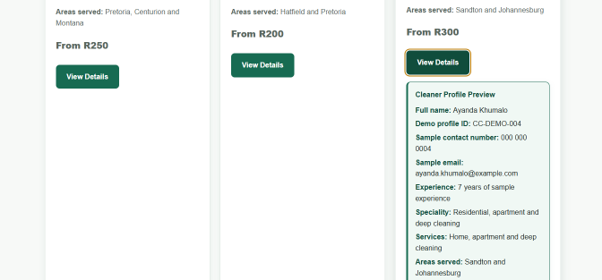 Areas served: Pretoria, Centurion and
Montana
From R250
View Details
Areas served: Hatfield and Pretoria
From R200
View Details
Areas served: Sandton and Johannesburg
From R300
View Details
Cleaner Profile Preview
Full name: Ayanda Khumalo
Demo profile ID: CC-DEMO-004
Sample contact number: 000 000
0004
Sample email:
ayanda.khumalo@example.com
Experience: 7 years of sample
experience
Speciality: Residential, apartment and
deep cleaning
Services: Home, apartment and deep
cleaning
Areas served: Sandton and
Johannesburg